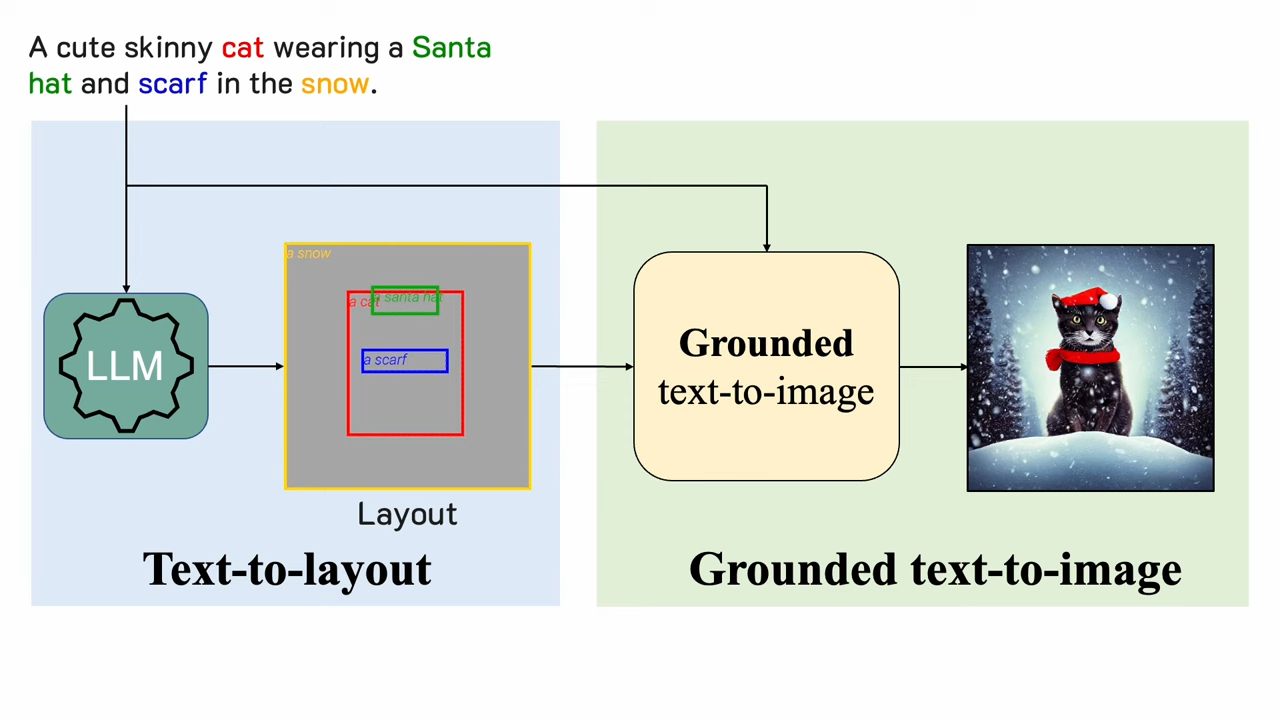 A cute skinny cat wearing a Santa
hat and scarf in the snow.
LLM
a snow
a cat
a santa hat
a scarf
Layout
Text-to-layout
Grounded
text-to-image
Grounded text-to-image